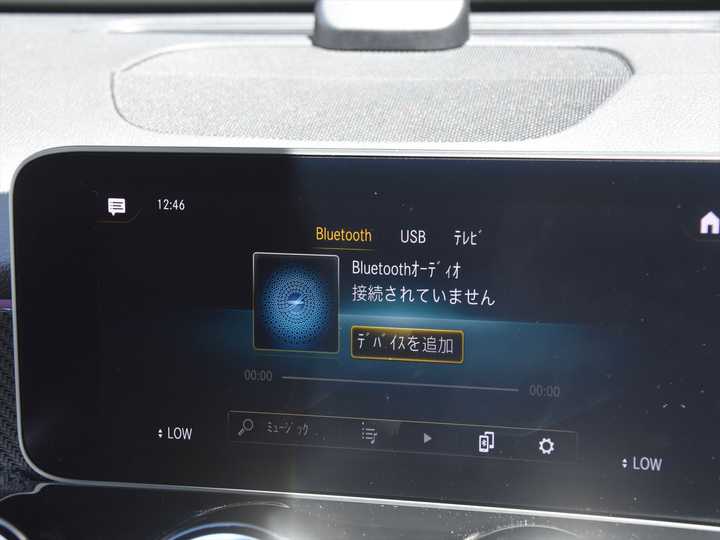 12:46
Bluetooth USB ﾃﾚﾋﾞ
Bluetoothｵｰﾃﾞｨｵ
接続されていません
ﾃﾞﾊﾞｲｽを追加
00:00 00:00
ﾐｭｰｼﾞｯｸ
LOW LOW